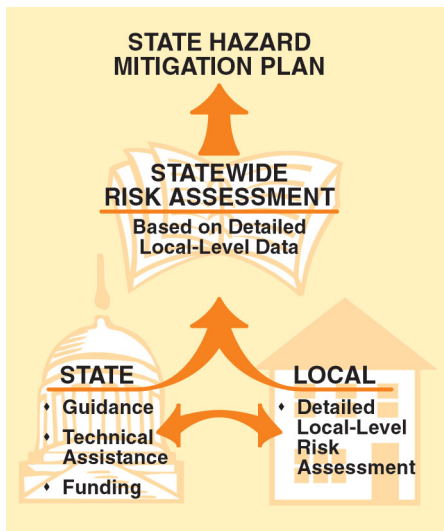 STATE HAZARD
MITIGATION PLAN
STATEWIDE
RISK ASSESSMENT
Based on Detailed
Local-Level Data
STATE
♦ Guidance
♦ Technical
Assistance
♦ Funding
LOCAL
♦ Detailed
Local-Level
Risk
Assessment